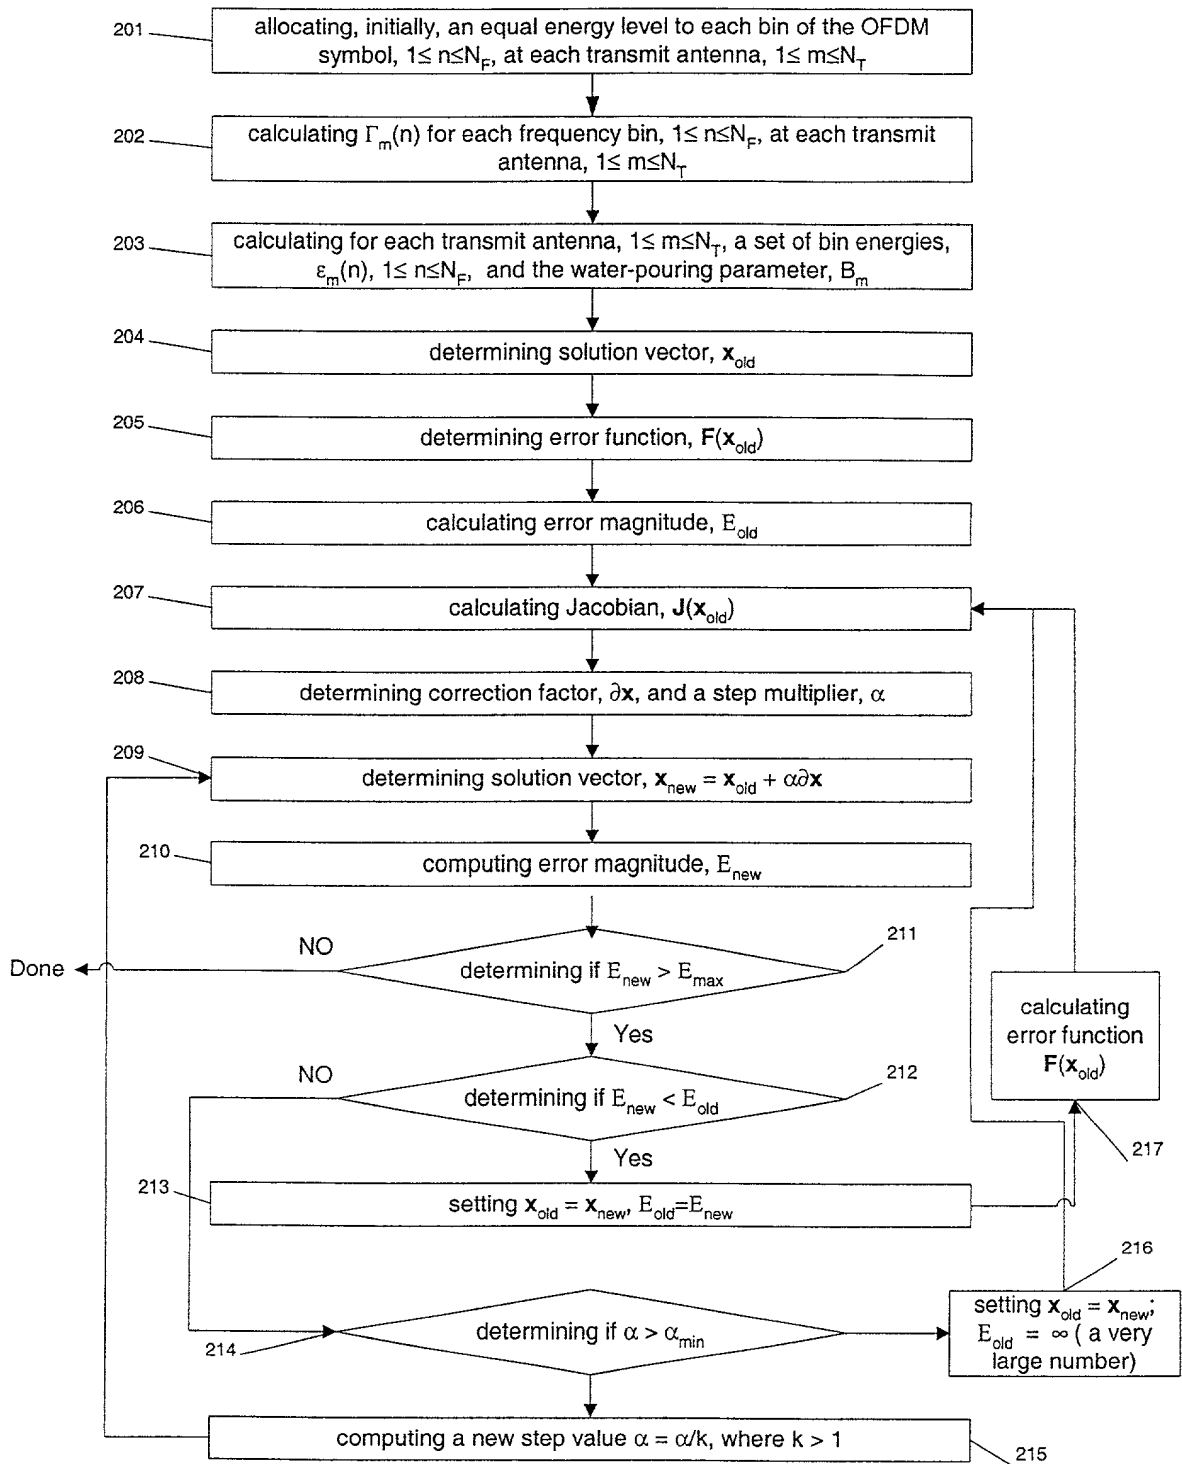 201
allocating, initially, an equal energy level to each bin of the OFDM
symbol, 1≤ n≤N_F, at each transmit antenna, 1≤ m≤N_T
202
calculating Γ_m(n) for each frequency bin, 1≤ n≤N_F, at each transmit
antenna, 1≤ m≤N_T
203
calculating for each transmit antenna, 1≤ m≤N_T, a set of bin energies,
ε_m(n), 1≤ n≤N_F, and the water-pouring parameter, B_m
204
determining solution vector, x_old
205
determining error function, F(x_old)
206
calculating error magnitude, E_old
207
calculating Jacobian, J(x_old)
208
determining correction factor, ∂x, and a step multiplier, α
209
determining solution vector, x_new = x_old + α∂x
210
computing error magnitude, E_new
211
NO
Done
determining if E_new > E_max
Yes
calculating
error function
F(x_old)
217
212
NO
determining if E_new < E_old
Yes
213
setting x_old = x_new, E_old=E_new
216
setting x_old = x_new;
E_old = ∞ ( a very
large number)
214
determining if α > α_min
computing a new step value α = α/k, where k > 1
215